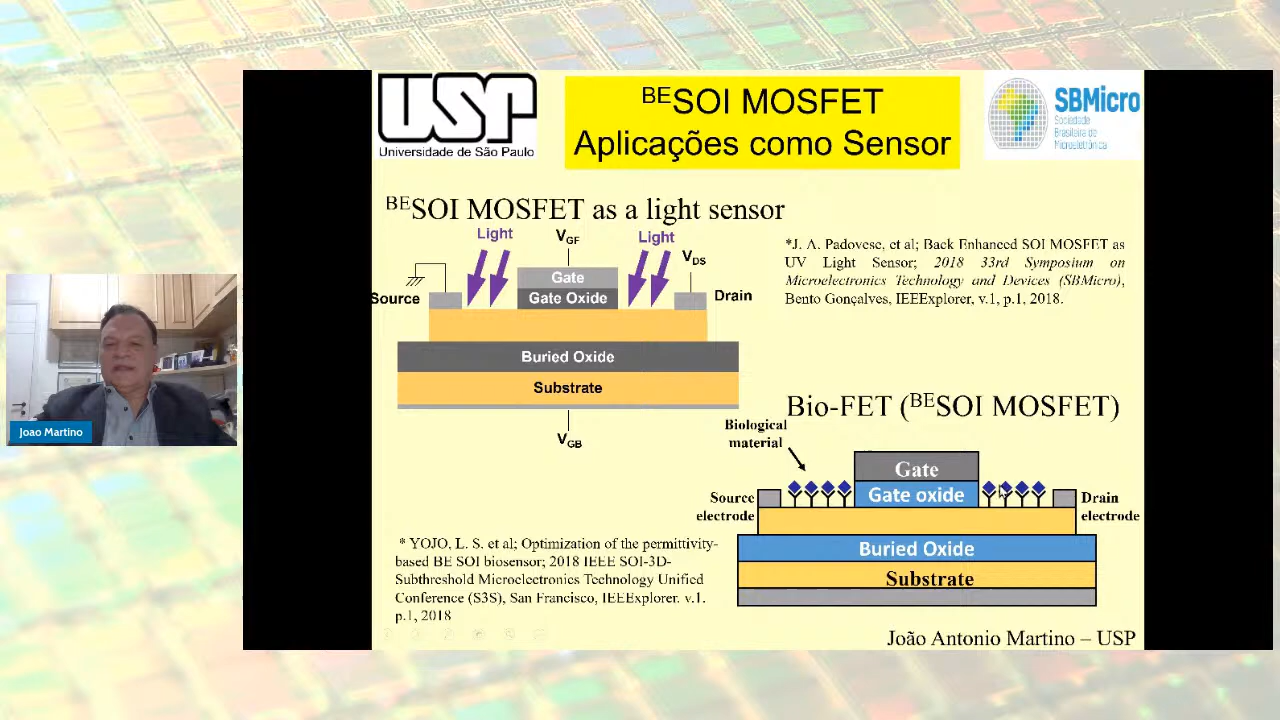 USP
Universidade de São Paulo
BESOI MOSFET
Aplicações como Sensor
SBMicro
Sociedade
Brasileira de
Microeletrônica
BESOI MOSFET as a light sensor
Light
VGF
Light
VDS
Gate
Source
Gate Oxide
Drain
Buried Oxide
Substrate
VGB
*J. A. Padovese, et al; Back Enhanced SOI MOSFET as
UV Light Sensor; 2018 33rd Symposium on
Microelectronics Technology and Devices (SBMicro),
Bento Gonçalves, IEEExplorer, v.1, p.1, 2018.
Bio-FET (BESOI MOSFET)
Biological
material
Gate
Source
electrode
Gate oxide
Drain
electrode
Buried Oxide
Substrate
* YOJO, L. S. et al; Optimization of the permittivity-
based BE SOI biosensor; 2018 IEEE SOI-3D-
Subthreshold Microelectronics Technology Unified
Conference (S3S), San Francisco, IEEExplorer. v.1.
p.1, 2018
João Antonio Martino – USP
Joao Martino